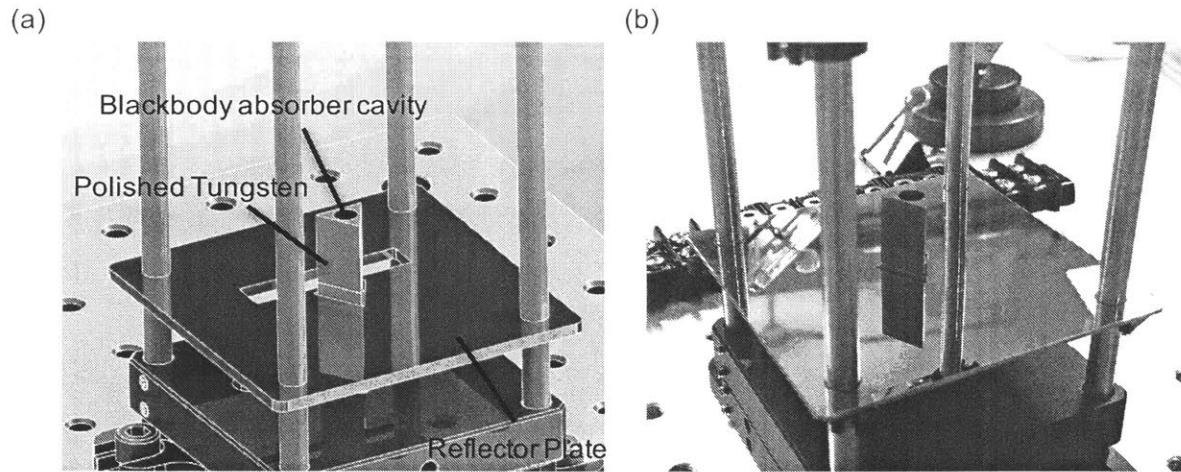 (a)
(b)
Blackbody absorber cavity
Polished Tungsten
Reflector Plate